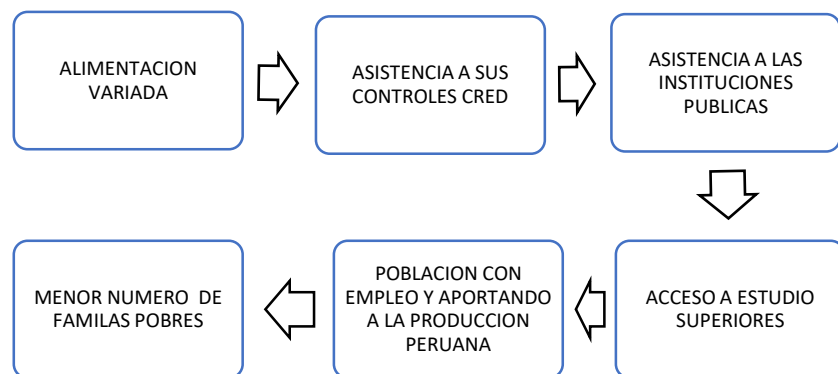 ALIMENTACION
VARIADA
ASISTENCIA A SUS
CONTROLES CRED
ASISTENCIA A LAS
INSTITUCIONES
PUBLICAS
ACCESO A ESTUDIO
SUPERIORES
POBLACION CON
EMPLEO Y APORTANDO
A LA PRODUCCION
PERUANA
MENOR NUMERO DE
FAMILAS POBRES